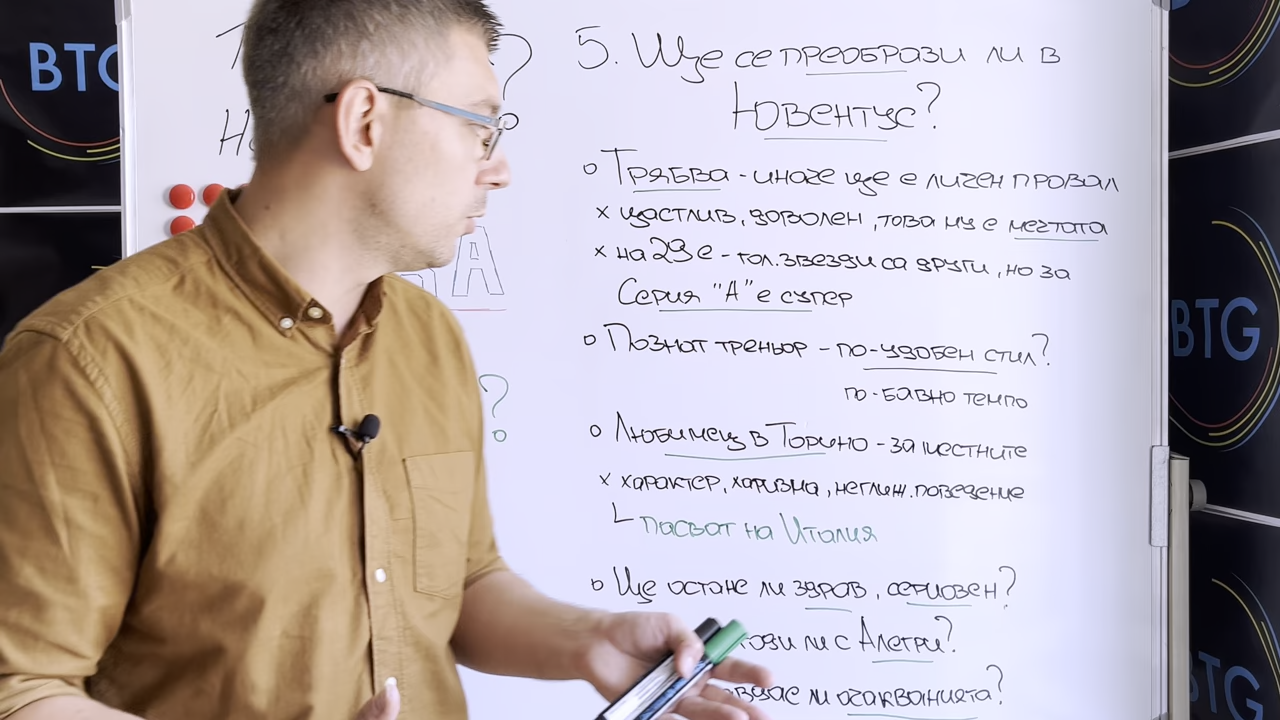 BTG
5. Ще се преобрази ли в
Ювентус?
Трябва - иначе ще е личен провал
x щастлив, доволен, това му е мечтата
x на 29 е - гол. звезди са други, но за
Серия "А" е супер
Познат треньор - по-удобен стил?
по-бавно темпо
Любимец в Торино - за местните
x характер, харизма, неглиж. поведение
пасват на Италия
Ще остане ли здрав, сериозен?
ли с Алегри?
ли очакванията?
А
?
BTG
BTG